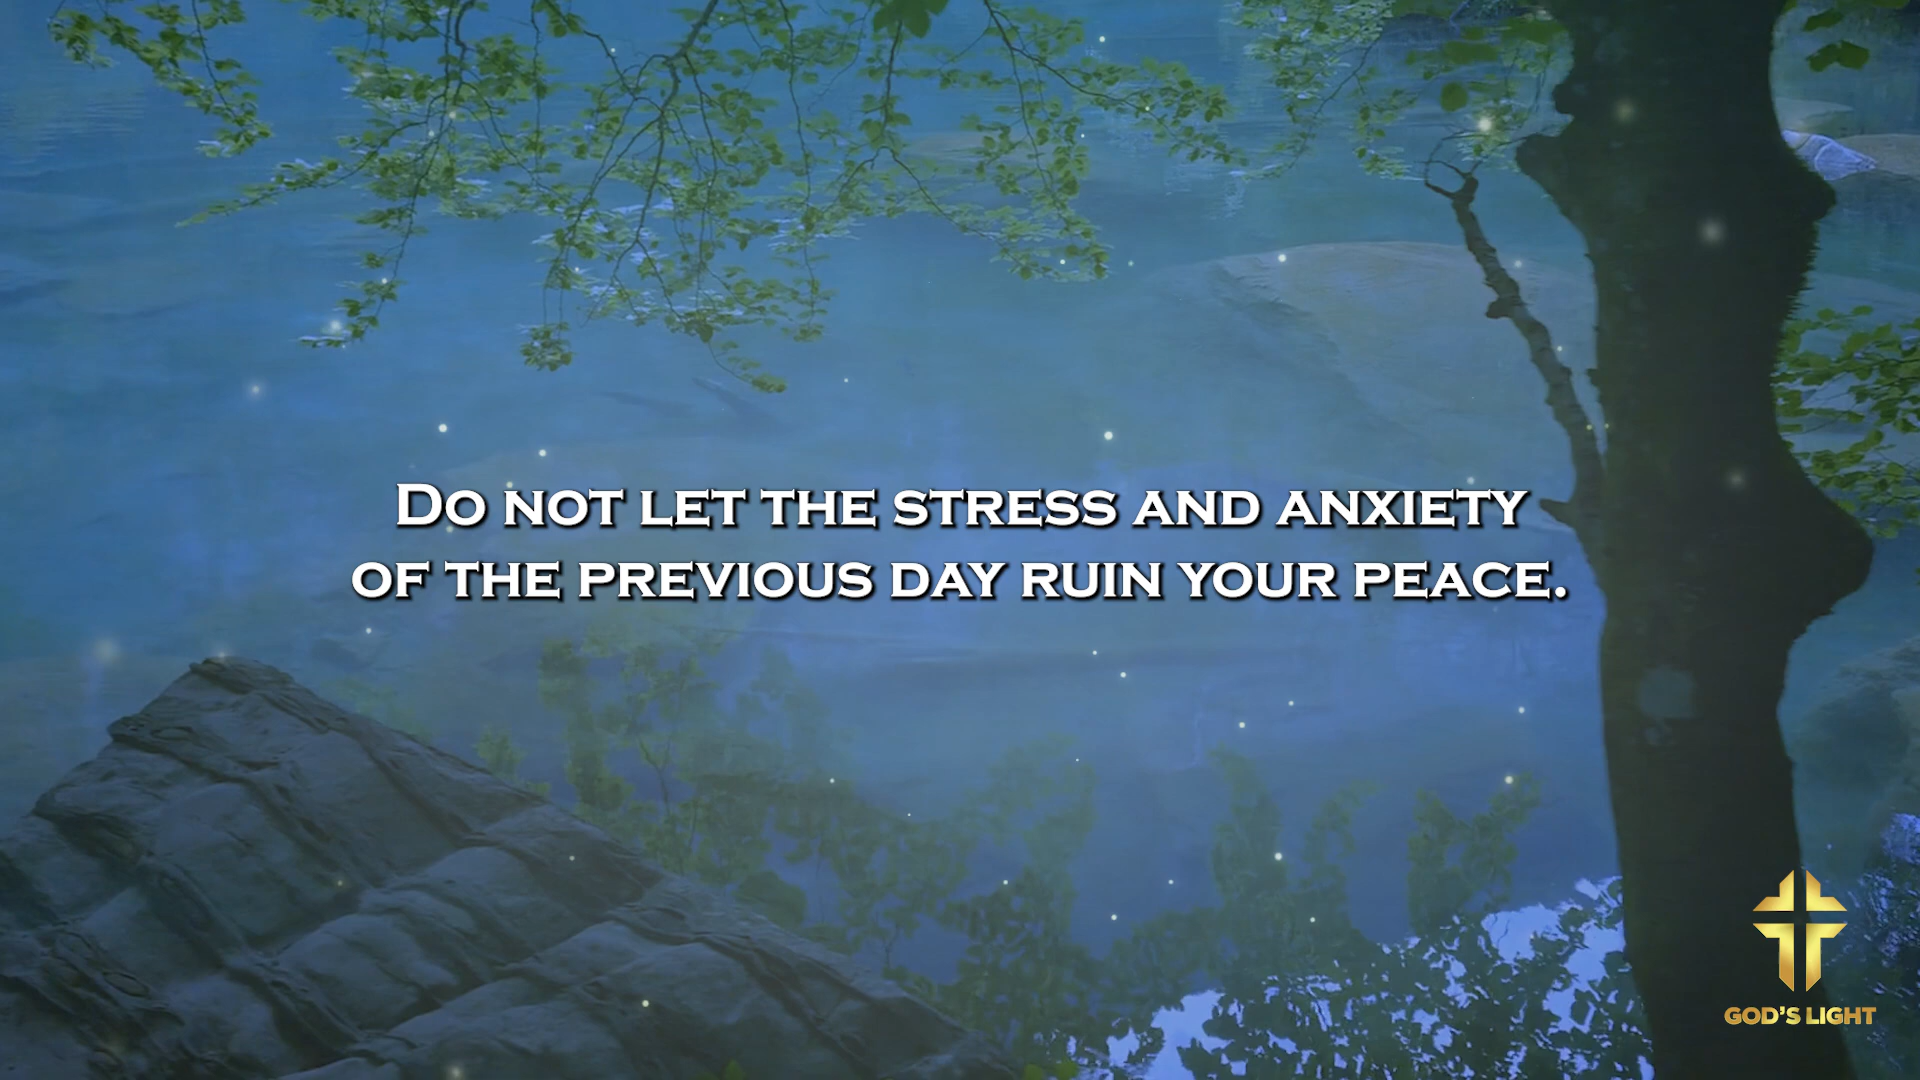 Do not let the stress and anxiety
of the previous day ruin your peace.
GOD'S LIGHT